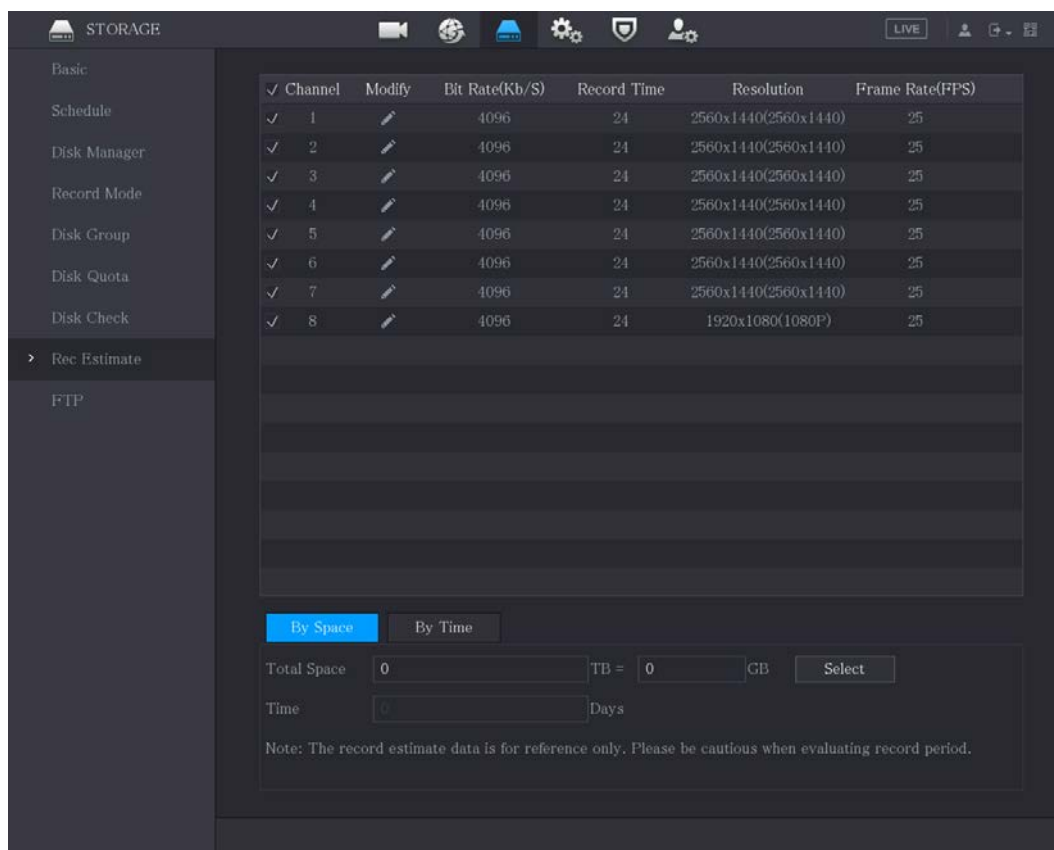 STORAGE
LIVE
Basic
Schedule
Disk Manager
Record Mode
Disk Group
Disk Quota
Disk Check
Rec Estimate
FTP
Channel Modify Bit Rate(Kb/S) Record Time Resolution Frame Rate(FPS)
1 4096 24 2560x1440(2560x1440) 25
2 4096 24 2560x1440(2560x1440) 25
3 4096 24 2560x1440(2560x1440) 25
4 4096 24 2560x1440(2560x1440) 25
5 4096 24 2560x1440(2560x1440) 25
6 4096 24 2560x1440(2560x1440) 25
7 4096 24 2560x1440(2560x1440) 25
8 4096 24 1920x1080(1080P) 25
By Space By Time
Total Space 0 TB = 0 GB Select
Time 0 Days
Note: The record estimate data is for reference only. Please be cautious when evaluating record period.